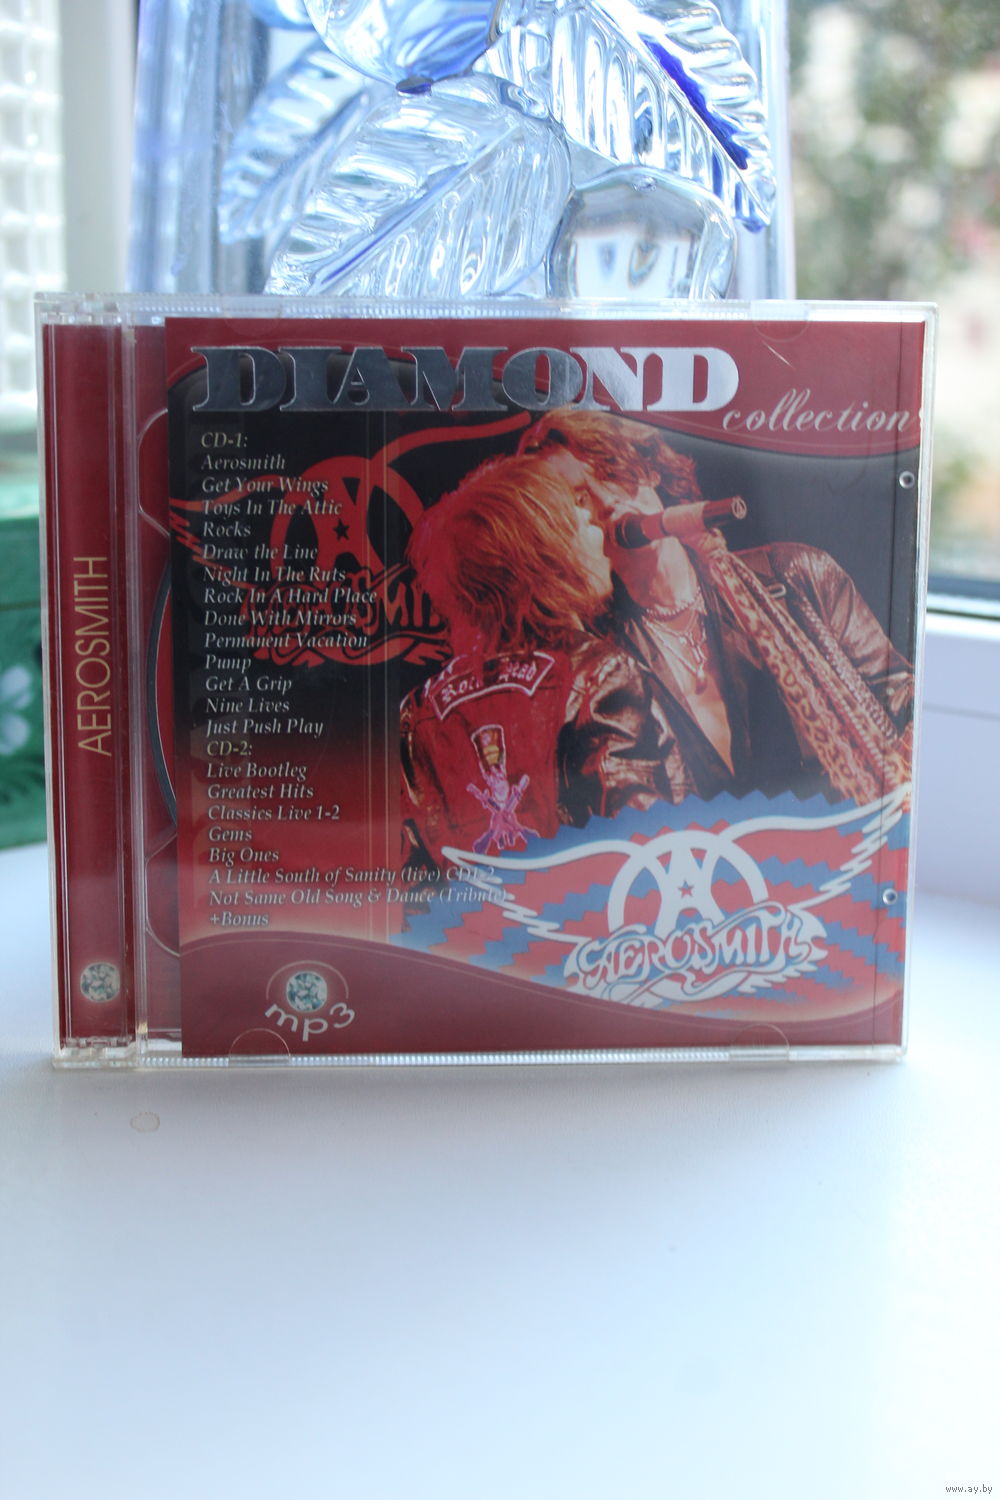 DIAMOND
collection
CD-1:
Aerosmith
Get Your Wings
Toys In The Attic
Rocks
Draw the Line
Night In The Ruts
Rock In A Hard Place
Done With Mirrors
Permanent Vacation
Pump
Get A Grip
Nine Lives
Just Push Play
CD-2:
Live Bootleg
Greatest Hits
Classics Live 1-2
Gems
Big Ones
A Little South of Sanity (live) CD1-2
Not Same Old Song & Dance (Tribute)
+Bonus
mp3
AEROSMITH
AEROSMITH
www.ay.by